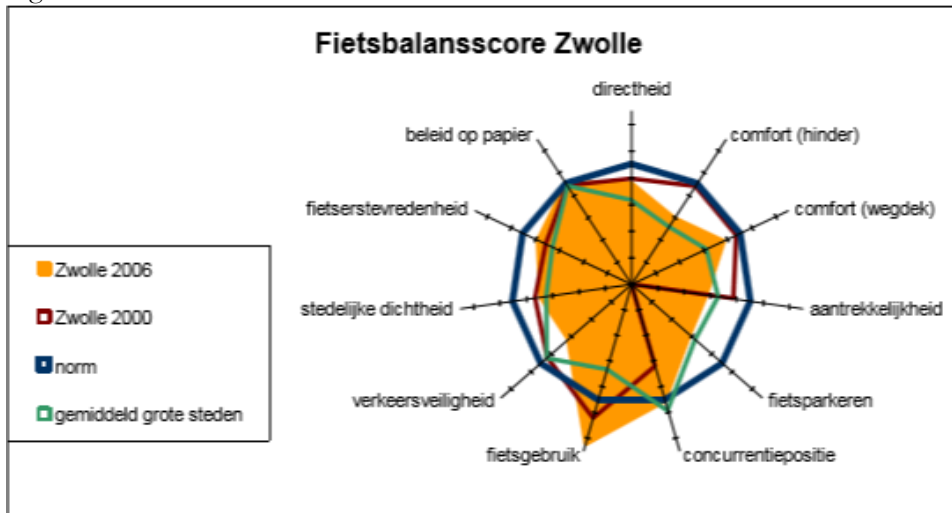 Fietsbalansscore Zwolle
directheid
beleid op papier
comfort (hinder)
fietserstevredenheid
comfort (wegdek)
Zwolle 2006
Zwolle 2000
norm
gemiddeld grote steden
stedelijke dichtheid
aantrekkelijkheid
verkeersveiligheid
fietsparkeren
fietsgebruik
concurrentiepositie